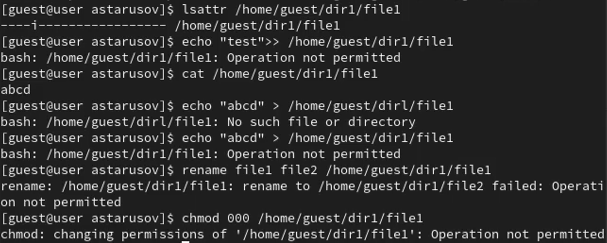 [guest@user astarusov]$ lsattr /home/guest/dir1/file1
----i----------------- /home/guest/dir1/file1
[guest@user astarusov]$ echo "test">> /home/guest/dir1/file1
bash: /home/guest/dir1/file1: Operation not permitted
[guest@user astarusov]$ cat /home/guest/dir1/file1
abcd
[guest@user astarusov]$ echo "abcd" > /home/guest/dirl/file1
bash: /home/guest/dirl/file1: No such file or directory
[guest@user astarusov]$ echo "abcd" > /home/guest/dir1/file1
bash: /home/guest/dir1/file1: Operation not permitted
[guest@user astarusov]$ rename file1 file2 /home/guest/dir1/file1
rename: /home/guest/dir1/file1: rename to /home/guest/dir1/file2 failed: Operati
on not permitted
[guest@user astarusov]$ chmod 000 /home/guest/dir1/file1
chmod: changing permissions of '/home/guest/dir1/file1': Operation not permitted